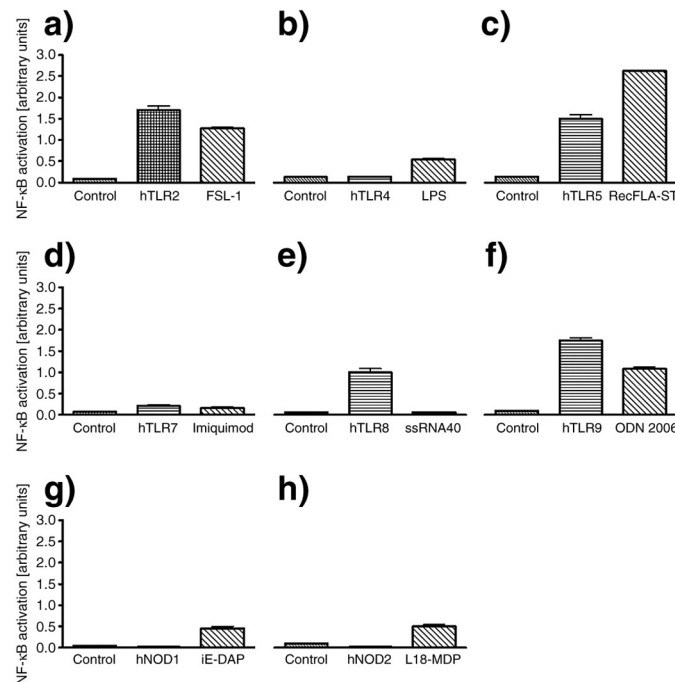 a) b) c)
NF-κB activation [arbitrary units]
3.0
2.5
2.0
1.5
1.0
0.5
0.0
Control hTLR2 FSL-1 Control hTLR4 LPS Control hTLR5 RecFLA-ST
d) e) f)
NF-κB activation [arbitrary units]
3.0
2.5
2.0
1.5
1.0
0.5
0.0
Control hTLR7 Imiquimod Control hTLR8 ssRNA40 Control hTLR9 ODN 2006
g) h)
NF-κB activation [arbitrary units]
3.0
2.5
2.0
1.5
1.0
0.5
0.0
Control hNOD1 iE-DAP Control hNOD2 L18-MDP